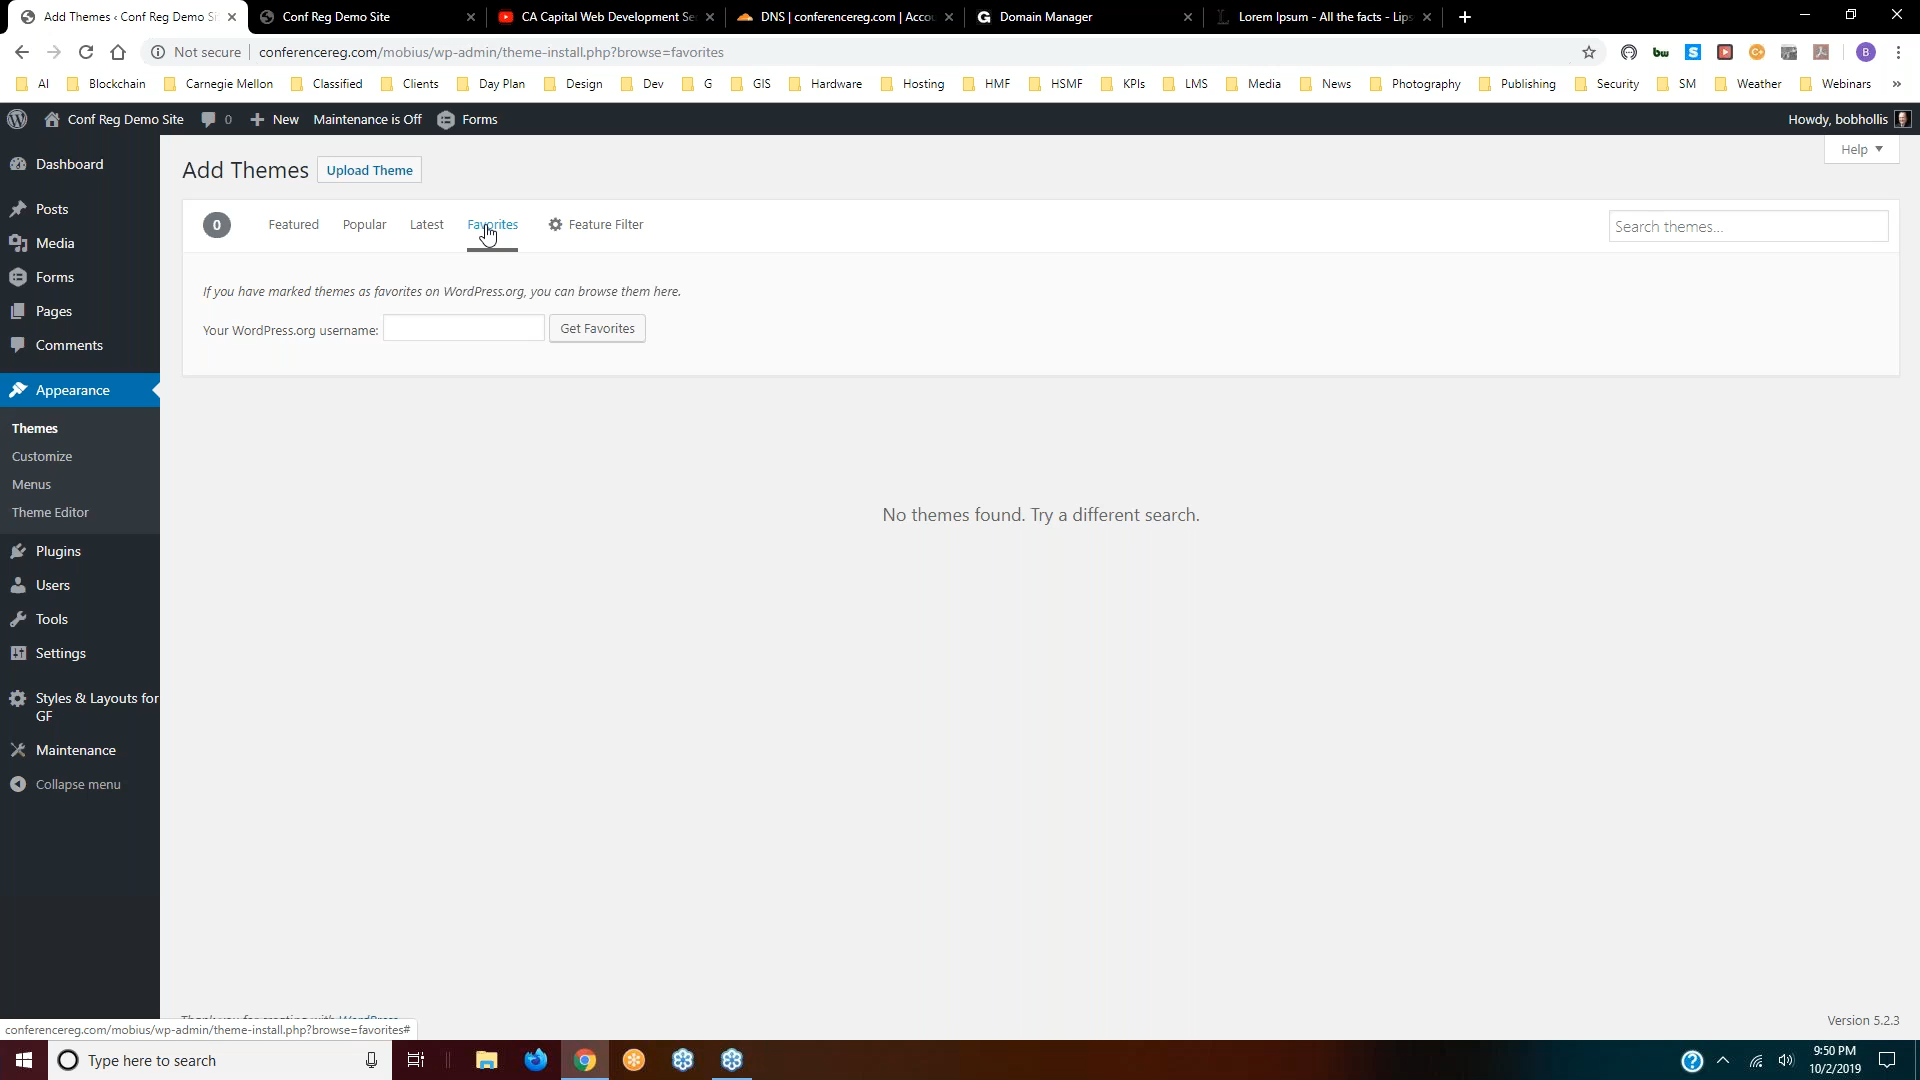 Add Themes ‹ Conf Reg Demo Si
Conf Reg Demo Site
CA Capital Web Development Se
DNS | conferencereg.com | Accou
Domain Manager
Lorem Ipsum - All the facts - Lips
Not secure
conferencereg.com/mobius/wp-admin/theme-install.php?browse=favorites
AI
Blockchain
Carnegie Mellon
Classified
Clients
Day Plan
Design
Dev
G
GIS
Hardware
Hosting
HMF
HSMF
KPIs
LMS
Media
News
Photography
Publishing
Security
SM
Weather
Webinars
»
Conf Reg Demo Site
0
New
Maintenance is Off
Forms
Howdy, bobhollis
Help
Dashboard
Posts
Media
Forms
Pages
Comments
Appearance
Themes
Customize
Menus
Theme Editor
Plugins
Users
Tools
Settings
Styles & Layouts for
GF
Maintenance
Collapse menu
Add Themes
Upload Theme
0
Featured
Popular
Latest
Favorites
Feature Filter
Search themes...
If you have marked themes as favorites on WordPress.org, you can browse them here.
Your WordPress.org username:
Get Favorites
No themes found. Try a different search.
Thank you for creating with WordPress
Version 5.2.3
conferencereg.com/mobius/wp-admin/theme-install.php?browse=favorites#
Type here to search
9:50 PM
10/2/2019